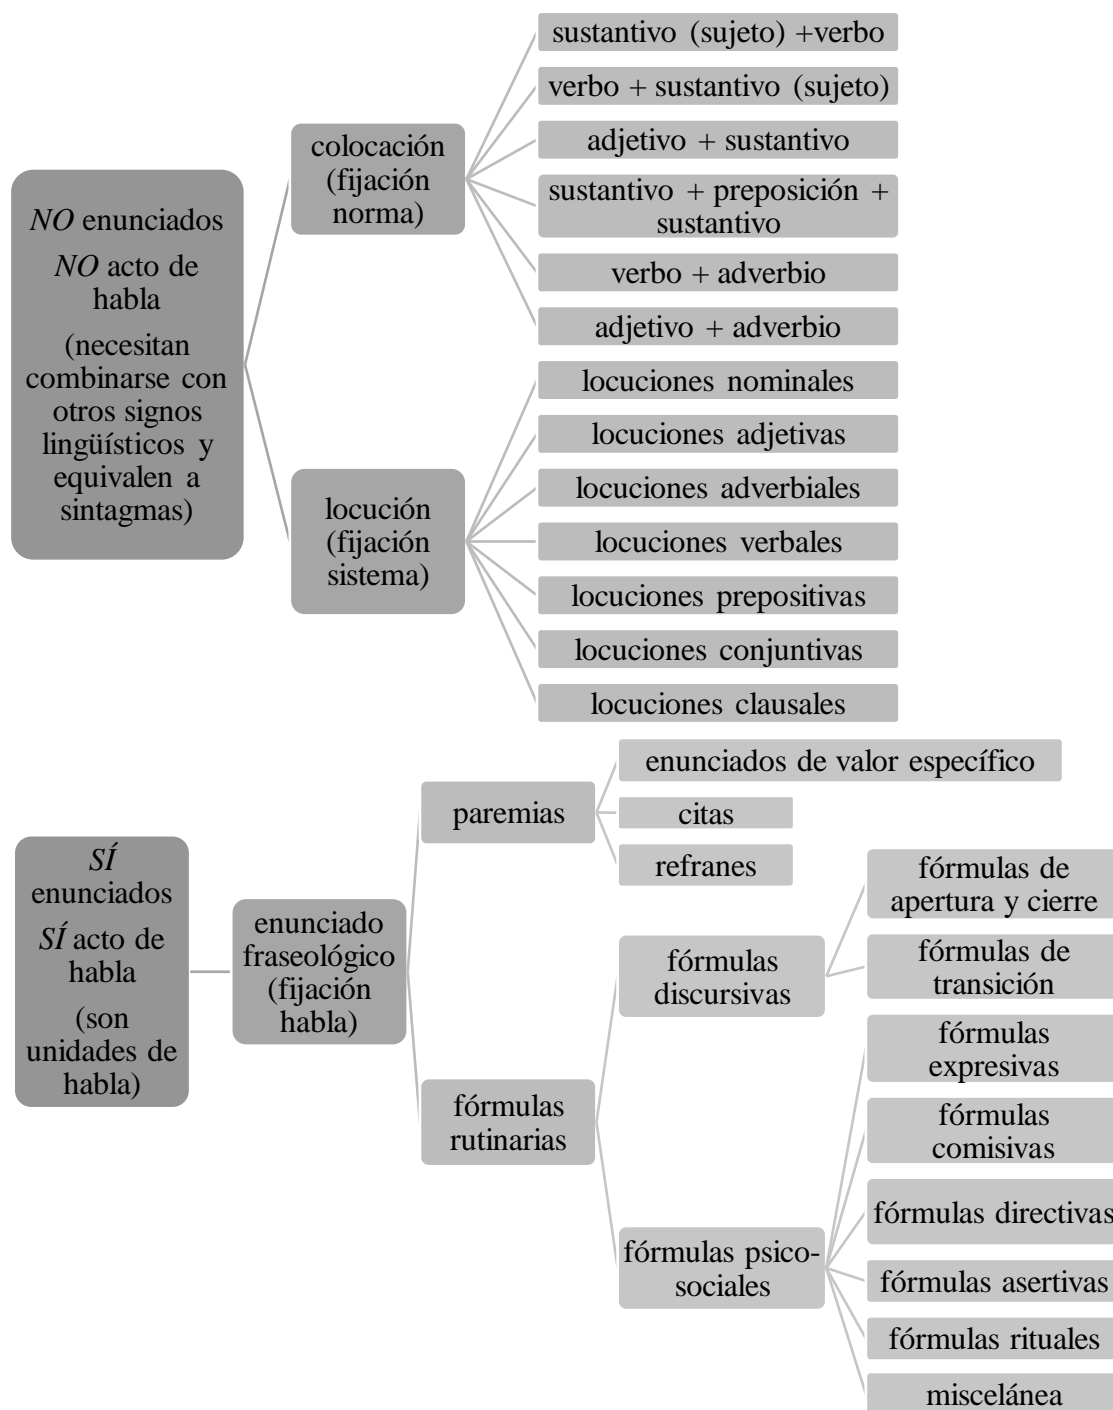 NO enunciados
NO acto de
habla
(necesitan
combinarse con
otros signos
lingüísticos y
equivalen a
sintagmas)
colocación
(fijación
norma)
sustantivo (sujeto) +verbo
verbo + sustantivo (sujeto)
adjetivo + sustantivo
sustantivo + preposición +
sustantivo
verbo + adverbio
adjetivo + adverbio
locución
(fijación
sistema)
locuciones nominales
locuciones adjetivas
locuciones adverbiales
locuciones verbales
locuciones prepositivas
locuciones conjuntivas
locuciones clausales
SÍ
enunciados
SÍ acto de
habla
(son
unidades de
habla)
enunciado
fraseológico
(fijación
habla)
paremias
enunciados de valor específico
citas
refranes
fórmulas
rutinarias
fórmulas
discursivas
fórmulas de
apertura y cierre
fórmulas de
transición
fórmulas psico-
sociales
fórmulas
expresivas
fórmulas
comisivas
fórmulas directivas
fórmulas asertivas
fórmulas rituales
miscelánea